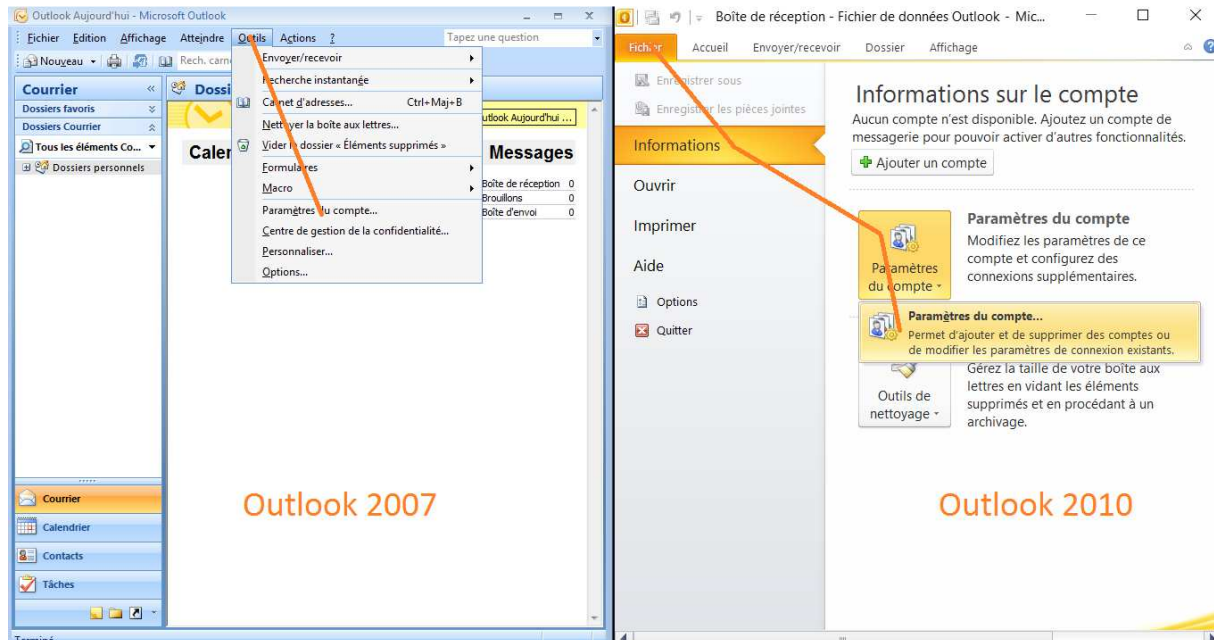 Outlook Aujourd'hui - Microsoft Outlook
Fichier Edition Affichage Atteindre Outils Actions ?
Tapez une question
Nouveau
Rech.
Courrier
Dossiers favoris
Dossiers Courrier
Tous les éléments Co...
Dossiers personnels
Envoyer/recevoir
Recherche instantanée
Carnet d'adresses... Ctrl+Maj+B
Nettoyer la boîte aux lettres...
Vider le dossier « Éléments supprimés »
Formulaires
Macro
Paramètres du compte...
Centre de gestion de la confidentialité...
Personnaliser...
Options...
Aujourd'hui ...
Messages
Boîte de réception 0
Brouillons 0
Boîte d'envoi 0
Outlook 2007
Courrier
Calendrier
Contacts
Tâches
Terminé
Boîte de réception - Fichier de données Outlook - Mic...
Fichier Accueil Envoyer/recevoir Dossier Affichage
Enregistrer sous
Enregistrer les pièces jointes
Informations
Ouvrir
Imprimer
Aide
Options
Quitter
Informations sur le compte
Aucun compte n'est disponible. Ajoutez un compte de
messagerie pour pouvoir activer d'autres fonctionnalités.
Ajouter un compte
Paramètres
du compte
Paramètres du compte
Modifiez les paramètres de ce
compte et configurez des
connexions supplémentaires.
Paramètres du compte...
Permet d'ajouter et de supprimer des comptes ou
de modifier les paramètres de connexion existants.
Outils de
nettoyage
Gérez la taille de votre boîte aux
lettres en vidant les éléments
supprimés et en procédant à un
archivage.
Outlook 2010